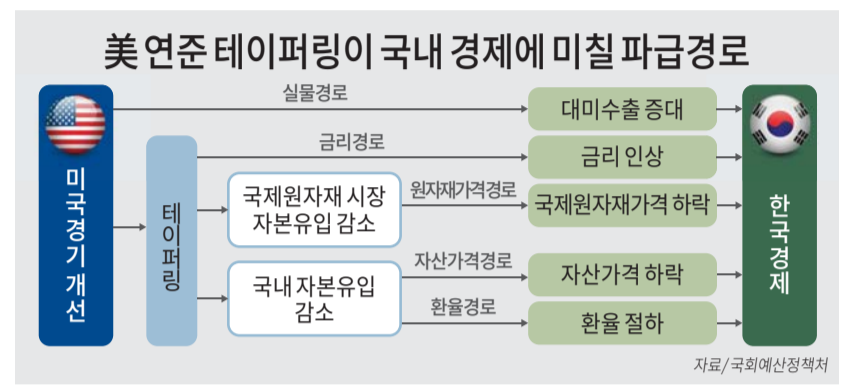 美 연준 테이퍼링이 국내 경제에 미칠 파급경로
미국경기 개선
실물경로
대미수출 증대
테이퍼링
금리경로
금리 인상
국제원자재 시장
자본유입 감소
원자재가격경로
국제원자재가격 하락
국내 자본유입
감소
자산가격경로
자산가격 하락
환율경로
환율 절하
한국경제
자료/국회예산정책처